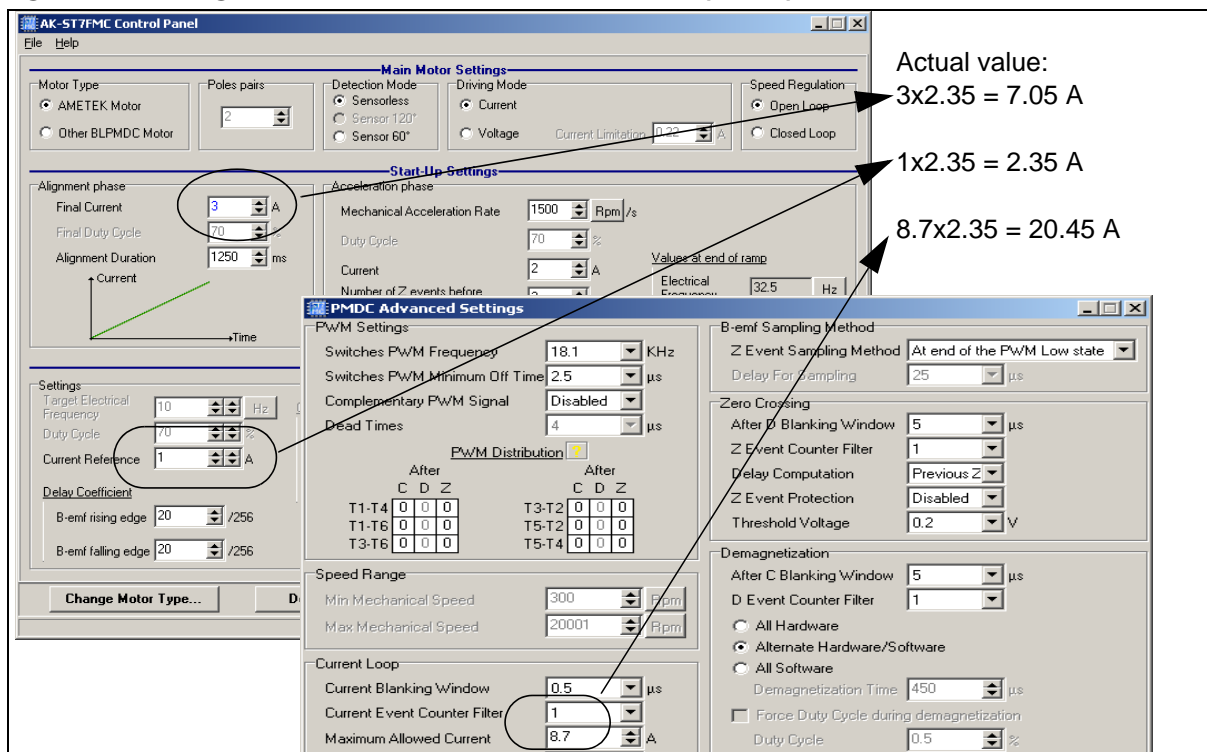 AK-ST7FMC Control Panel
File Help
Main Motor Settings
Motor Type
AMETEK Motor
Other BLPMDC Motor
Poles pairs
2
Detection Mode
Sensorless
Sensor 120°
Sensor 60°
Driving Mode
Current
Voltage
Current Limitation 0.32 A
Speed Regulation
Open Loop
Closed Loop
Actual value:
3x2.35 = 7.05 A
1x2.35 = 2.35 A
8.7x2.35 = 20.45 A
Start-Up Settings
Alignment phase
Final Current 3 A
Final Duty Cycle 70 %
Alignment Duration 1250 ms
Current
Time
Acceleration phase
Mechanical Acceleration Rate 1500 Rpm /s
Duty Cycle 70 %
Current 2 A
Number of Z events before
Values at end of ramp
Electrical Frequency 32.5 Hz
Settings
Target Electrical Frequency 10 Hz
Duty Cycle 70 %
Current Reference 1 A
Delay Coefficient
B-emf rising edge 20 /256
B-emf falling edge 20 /256
Change Motor Type...
PMDC Advanced Settings
PWM Settings
Switches PWM Frequency 18.1 KHz
Switches PWM Minimum Off Time 2.5 µs
Complementary PWM Signal Disabled
Dead Times 4 µs
PWM Distribution ?
After After
C D Z C D Z
T1-T4 0 0 0 T3-T2 0 0 0
T1-T6 0 0 0 T5-T2 0 0 0
T3-T6 0 0 0 T5-T4 0 0 0
Speed Range
Min Mechanical Speed 300 Rpm
Max Mechanical Speed 20001 Rpm
Current Loop
Current Blanking Window 0.5 µs
Current Event Counter Filter 1
Maximum Allowed Current 8.7 A
B-emf Sampling Method
Z Event Sampling Method At end of the PWM Low state
Delay For Sampling 25 µs
Zero Crossing
After D Blanking Window 5 µs
Z Event Counter Filter 1
Delay Computation Previous Z
Z Event Protection Disabled
Threshold Voltage 0.2 V
Demagnetization
After C Blanking Window 5 µs
D Event Counter Filter 1
All Hardware
Alternate Hardware/Software
All Software
Demagnetization Time 450 µs
Force Duty Cycle during demagnetization
Duty Cycle 0.5 %